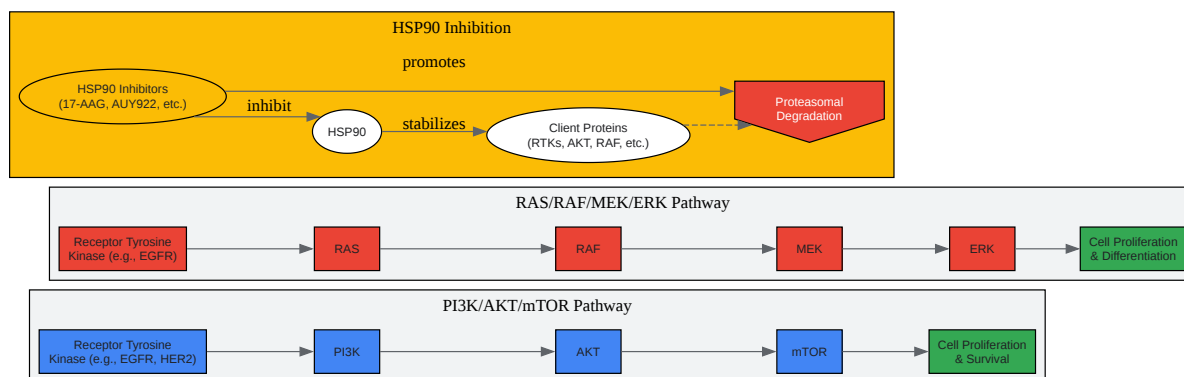 HSP90 Inhibition
promotes
HSP90 Inhibitors
(17-AAG, AUY922, etc.)
inhibit
HSP90
stabilizes
Client Proteins
(RTKs, AKT, RAF, etc.)
Proteasomal
Degradation
RAS/RAF/MEK/ERK Pathway
Receptor Tyrosine
Kinase (e.g., EGFR)
RAS
RAF
MEK
ERK
Cell Proliferation
& Differentiation
PI3K/AKT/mTOR Pathway
Receptor Tyrosine
Kinase (e.g., EGFR, HER2)
PI3K
AKT
mTOR
Cell Proliferation
& Survival